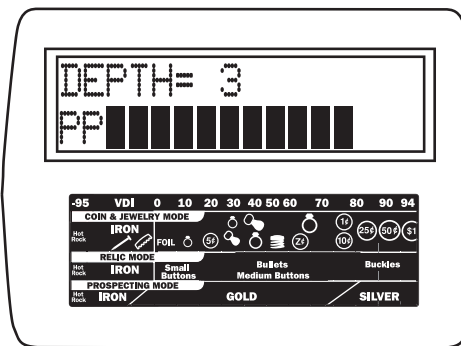 DEPTH= 3
PP
-95 VDI 0 10 20 30 40 50 60 70 80 90 94
COIN & JEWELRY MODE
Hot Rock IRON FOIL 5¢ 2¢ 1¢ 10¢ 25¢ 50¢ $1
RELIC MODE
Hot Rock IRON Small Buttons Bullets Medium Buttons Buckles
PROSPECTING MODE
Hot Rock IRON GOLD SILVER